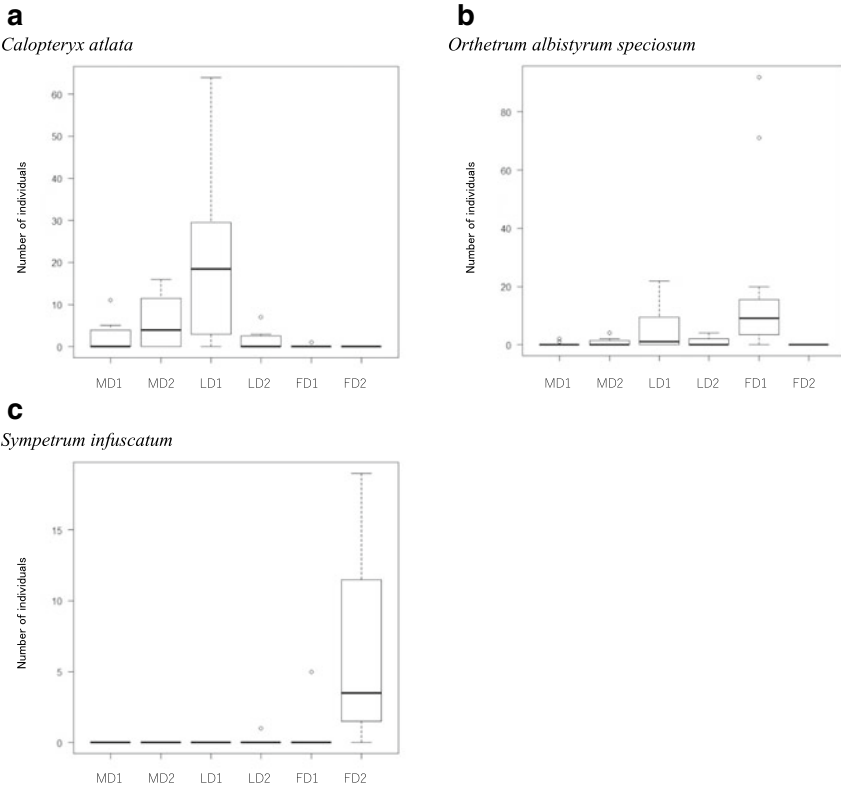 a
Calopteryx atlata
Number of individuals
60
50
40
30
20
10
0
MD1 MD2 LD1 LD2 FD1 FD2
b
Orthetrum albistyrum speciosum
Number of individuals
80
60
40
20
0
MD1 MD2 LD1 LD2 FD1 FD2
c
Sympetrum infuscatum
Number of individuals
15
10
5
0
MD1 MD2 LD1 LD2 FD1 FD2